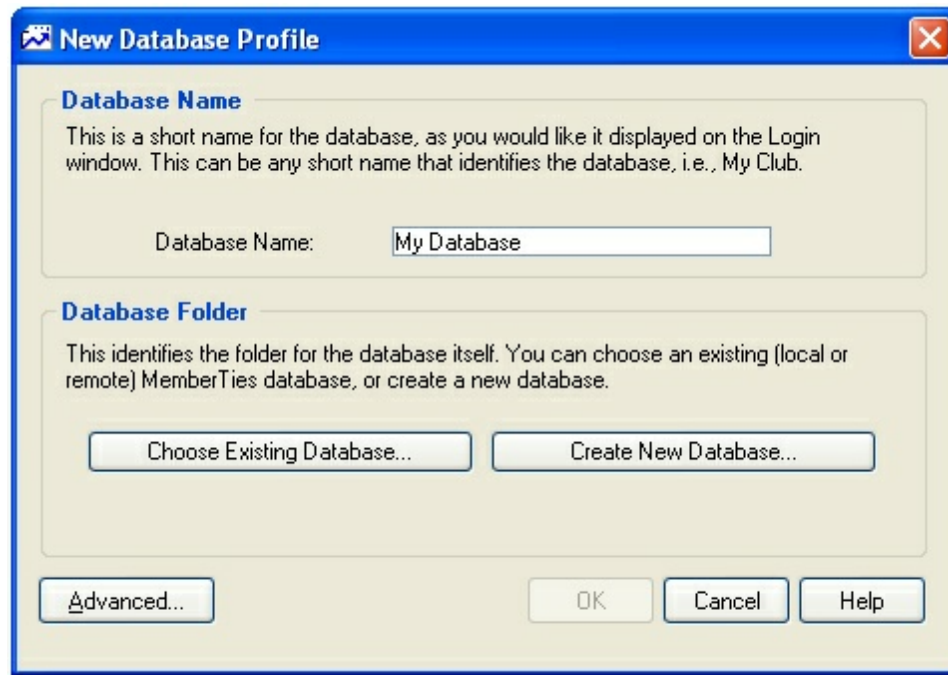 New Database Profile
Database Name
This is a short name for the database, as you would like it displayed on the Login
window. This can be any short name that identifies the database, i.e., My Club.
Database Name: My Database
Database Folder
This identifies the folder for the database itself. You can choose an existing (local or
remote) MemberTies database, or create a new database.
Choose Existing Database... Create New Database...
Advanced... OK Cancel Help